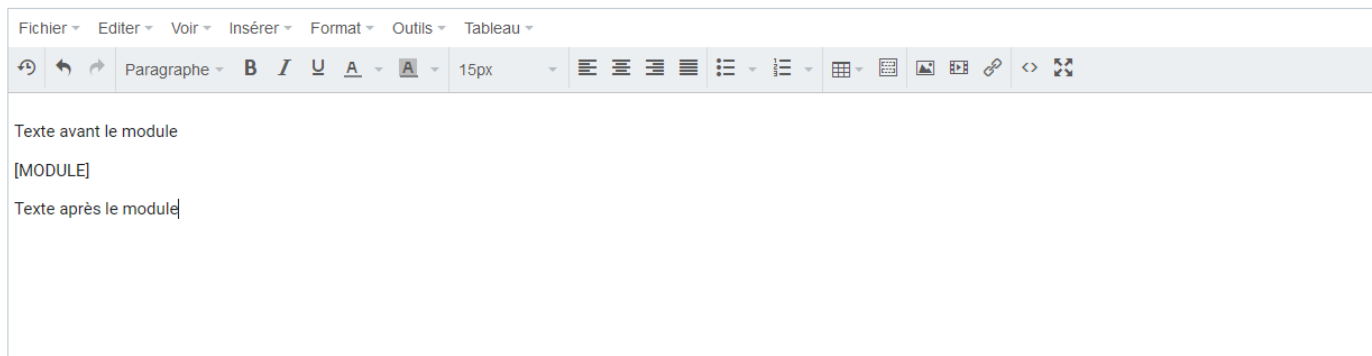 Fichier Editer Voir Insérer Format Outils Tableau
Paragraphe B I U A A 15px
Texte avant le module
[MODULE]
Texte après le module